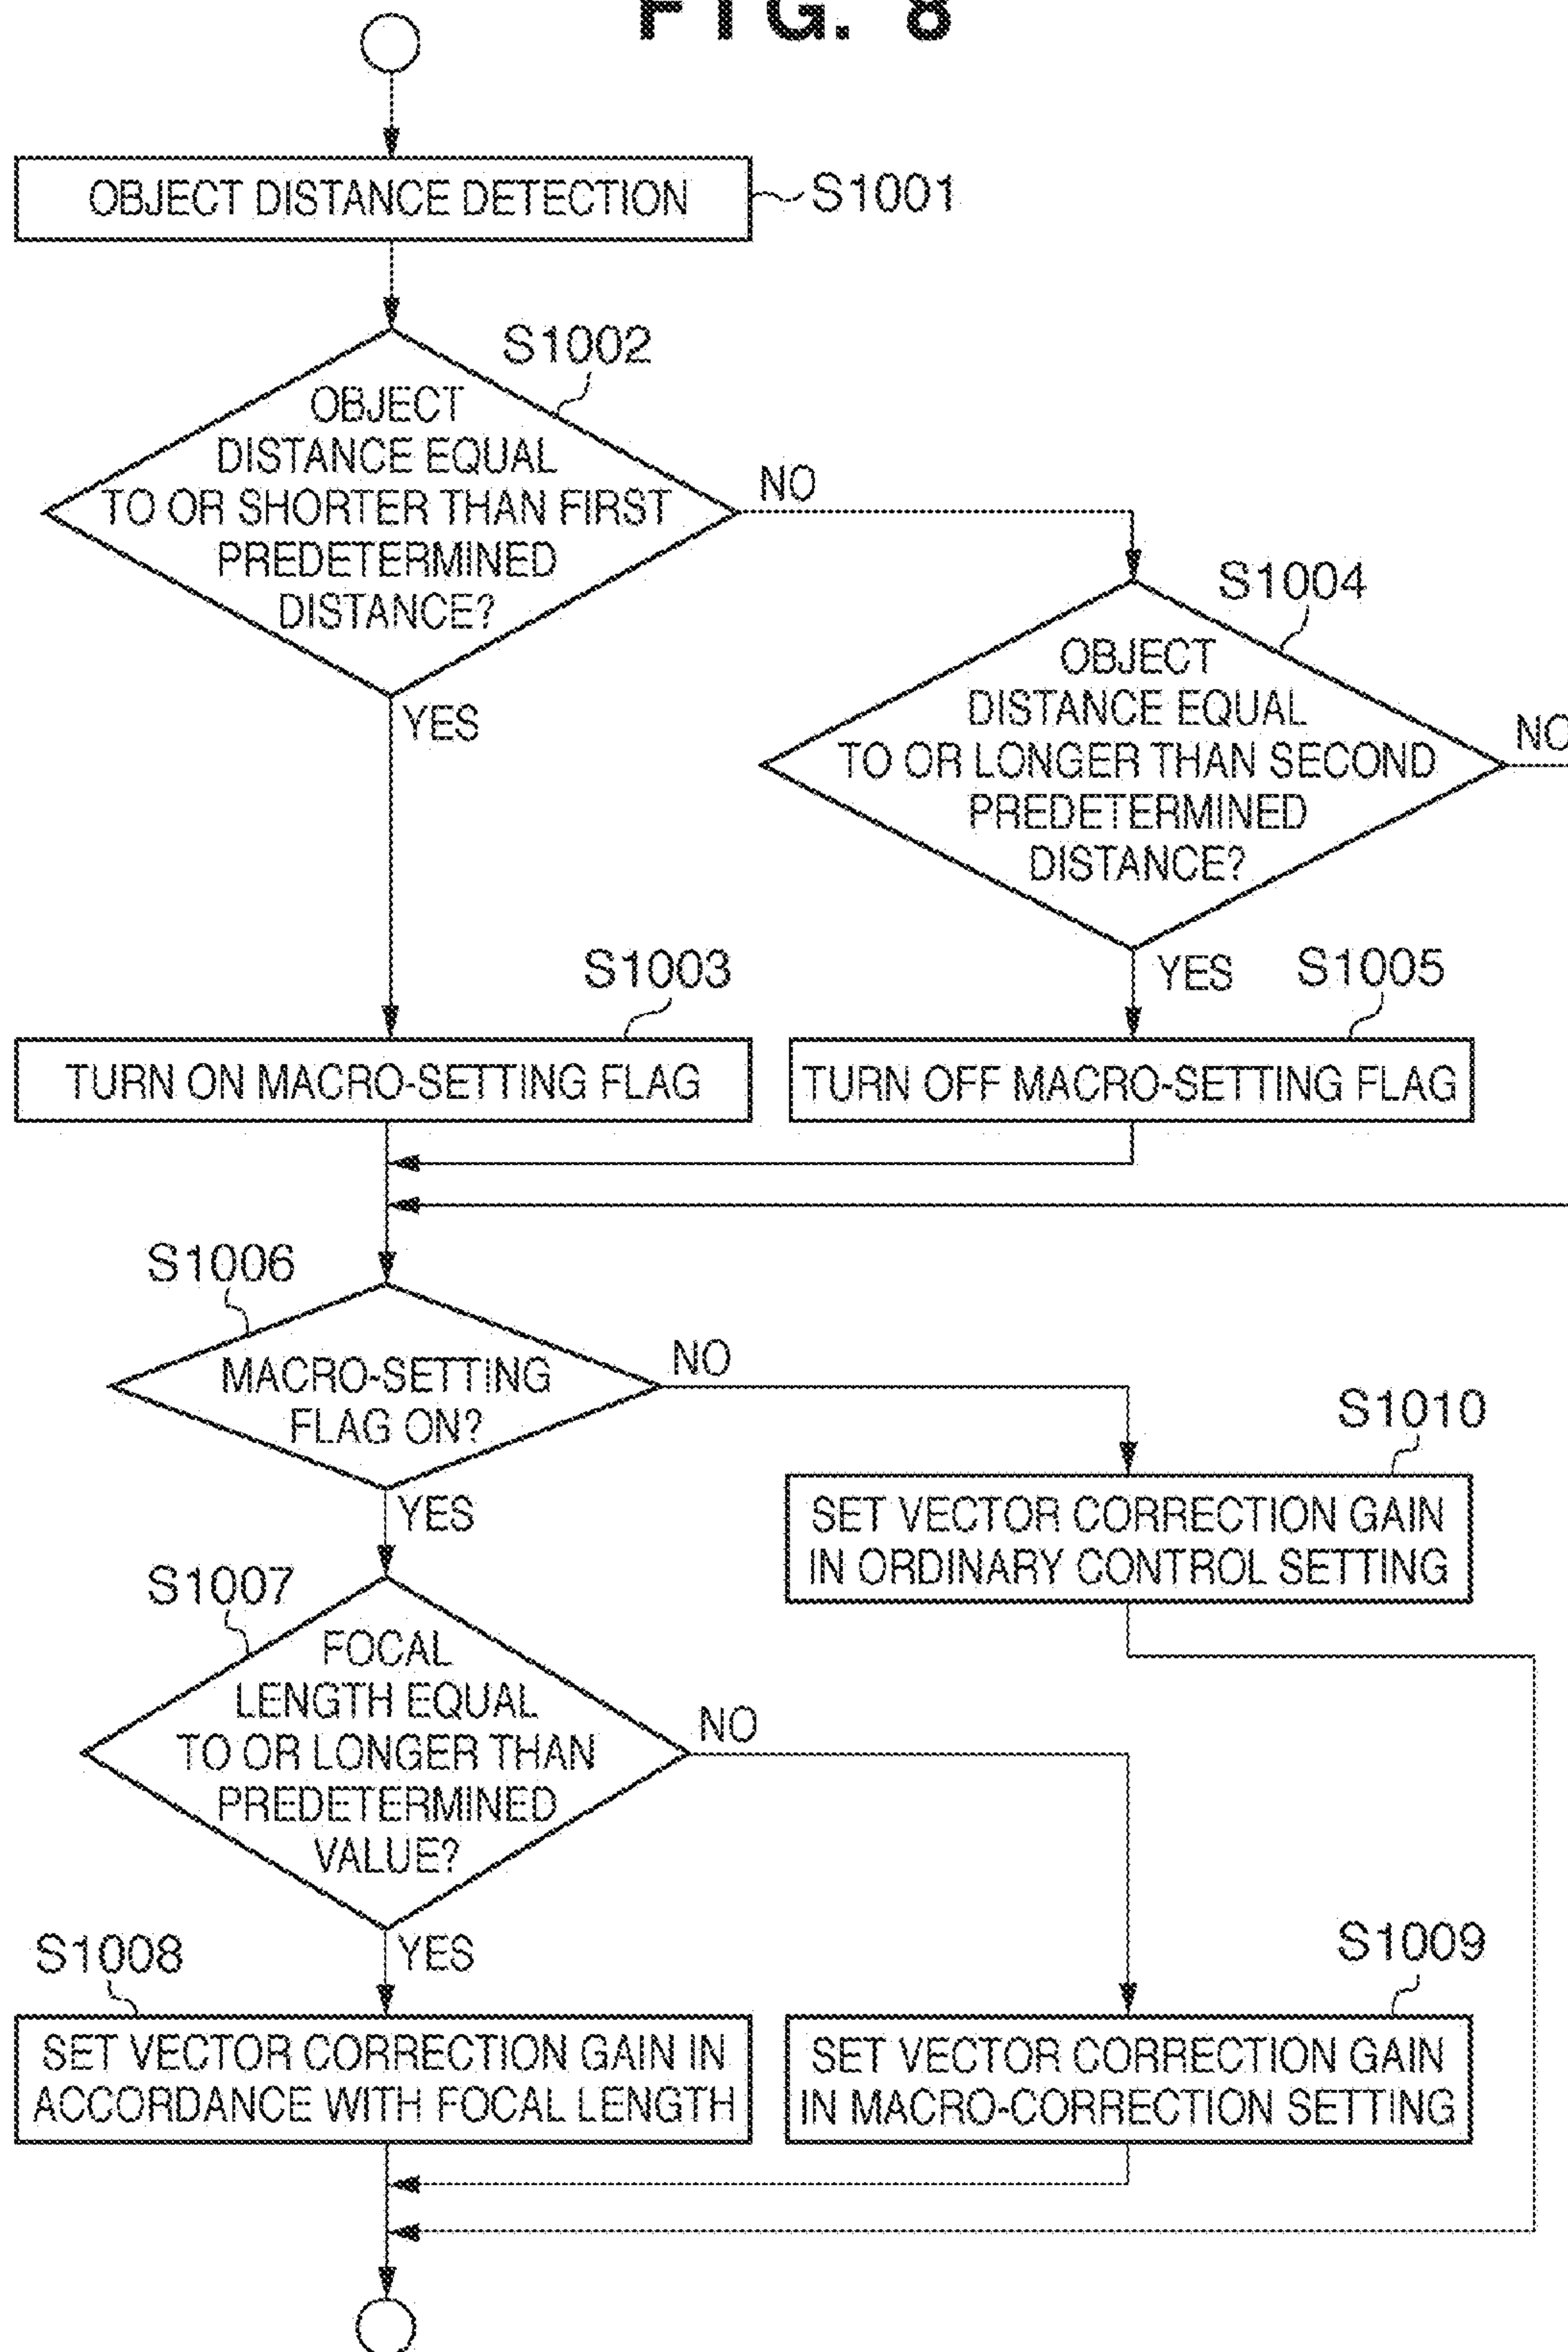 FIG. 8
OBJECT DISTANCE DETECTION
S1001
S1002
OBJECT
DISTANCE EQUAL
TO OR SHORTER THAN FIRST
PREDETERMINED
DISTANCE?
NO
YES
S1004
OBJECT
DISTANCE EQUAL
TO OR LONGER THAN SECOND
PREDETERMINED
DISTANCE?
NO
YES
S1003
TURN ON MACRO-SETTING FLAG
S1005
TURN OFF MACRO-SETTING FLAG
S1006
MACRO-SETTING
FLAG ON?
NO
YES
S1010
SET VECTOR CORRECTION GAIN
IN ORDINARY CONTROL SETTING
S1007
FOCAL
LENGTH EQUAL
TO OR LONGER THAN
PREDETERMINED
VALUE?
NO
YES
S1008
SET VECTOR CORRECTION GAIN IN
ACCORDANCE WITH FOCAL LENGTH
S1009
SET VECTOR CORRECTION GAIN
IN MACRO-CORRECTION SETTING